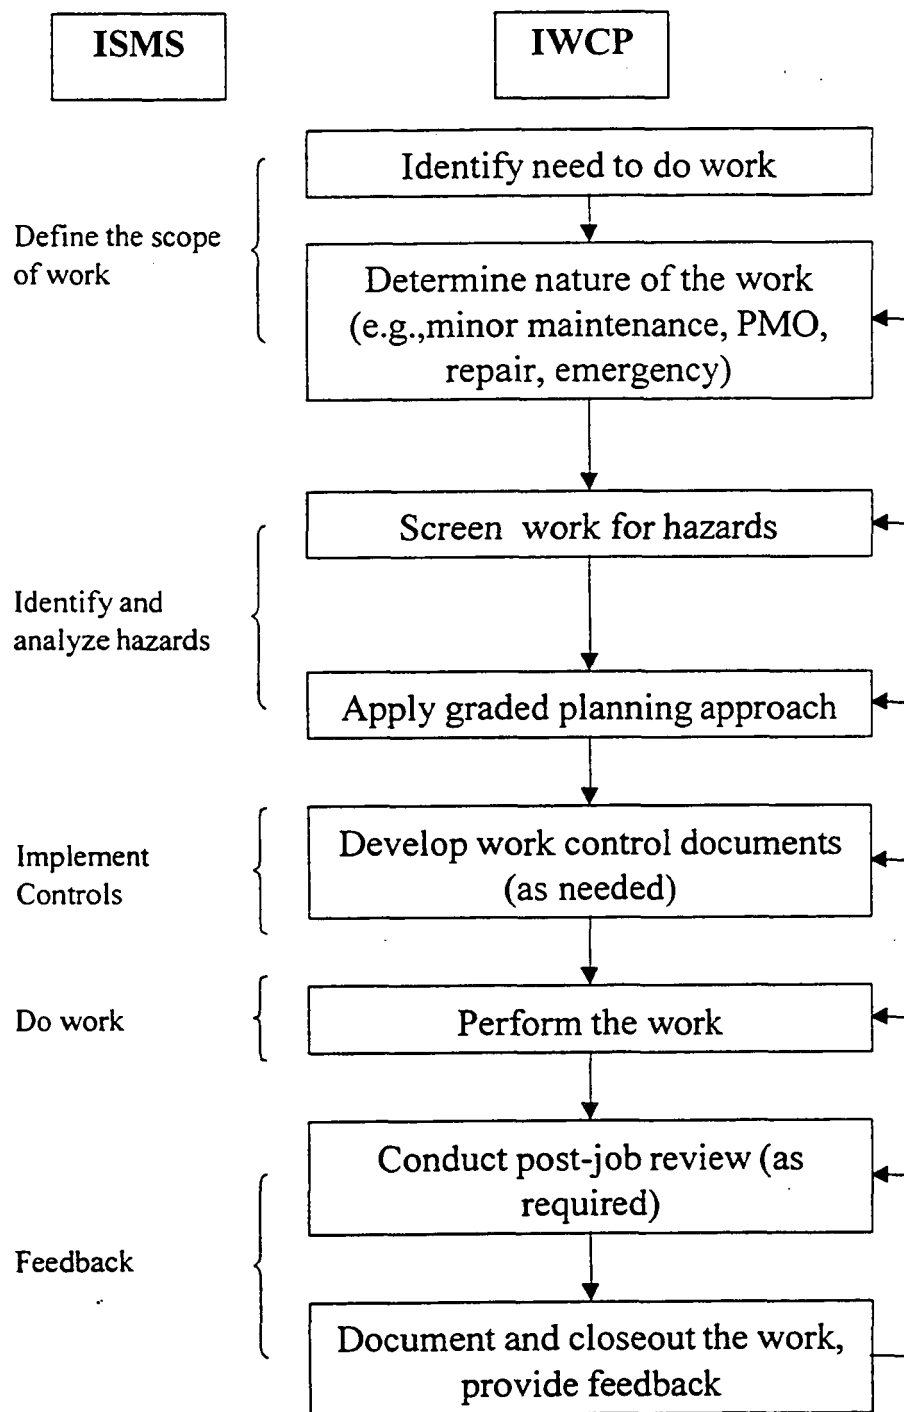 ISMS
IWCP
Identify need to do work
Define the scope
of work
Determine nature of the work
(e.g.,minor maintenance, PMO,
repair, emergency)
Screen work for hazards
Identify and
analyze hazards
Apply graded planning approach
Implement
Controls
Develop work control documents
(as needed)
Do work
Perform the work
Conduct post-job review (as
required)
Feedback
Document and closeout the work,
provide feedback